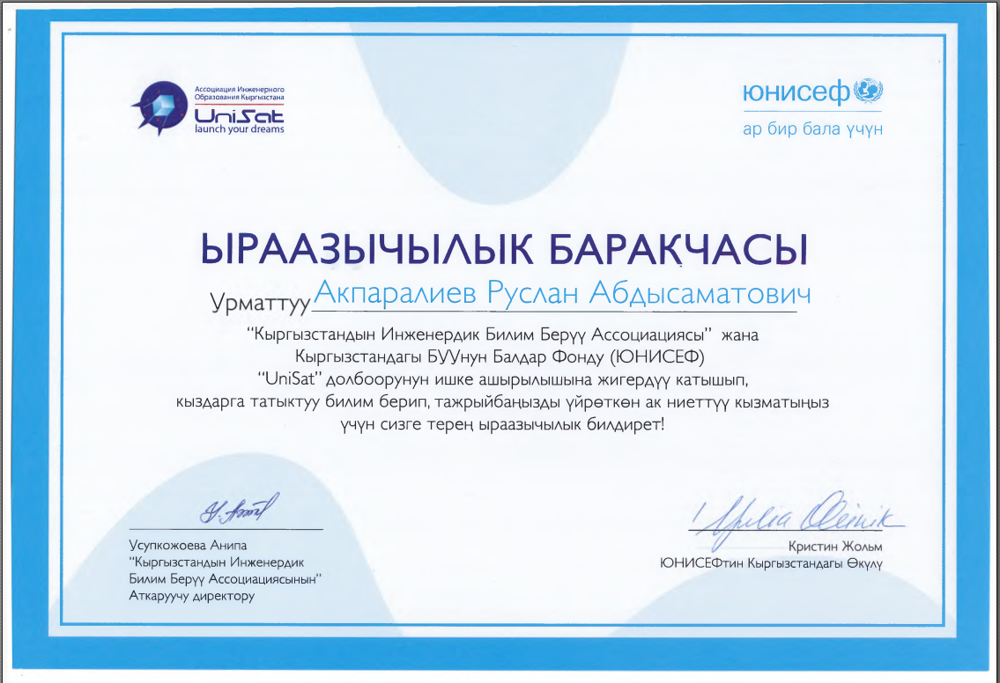 Ассоциация Инженерного
Образования Кыргызстана
UniSat
launch your dreams
юнисеф
ар бир бала үчүн
ЫРААЗЫЧЫЛЫК БАРАКЧАСЫ
Урматтуу Акпаралиев Руслан Абдысаматович
“Кыргызстандын Инженердик Билим Берүү Ассоциациясы” жана
Кыргызстандагы БУУнун Балдар Фонду (ЮНИСЕФ)
“UniSat” долбоорунун ишке ашырылышына жигердүү катышып,
кыздарга татыктуу билим берип, тажрыйбаңызды үйрөткөн ак ниеттүү кызматыңыз
үчүн сизге терең ыраазычылык билдирет!
Усупкожоева Анипа
“Кыргызстандын Инженердик
Билим Берүү Ассоциациясынын”
Аткаруучу директору
Yulia Oleinik
Кристин Жольм
ЮНИСЕФтин Кыргызстандагы Өкүлү